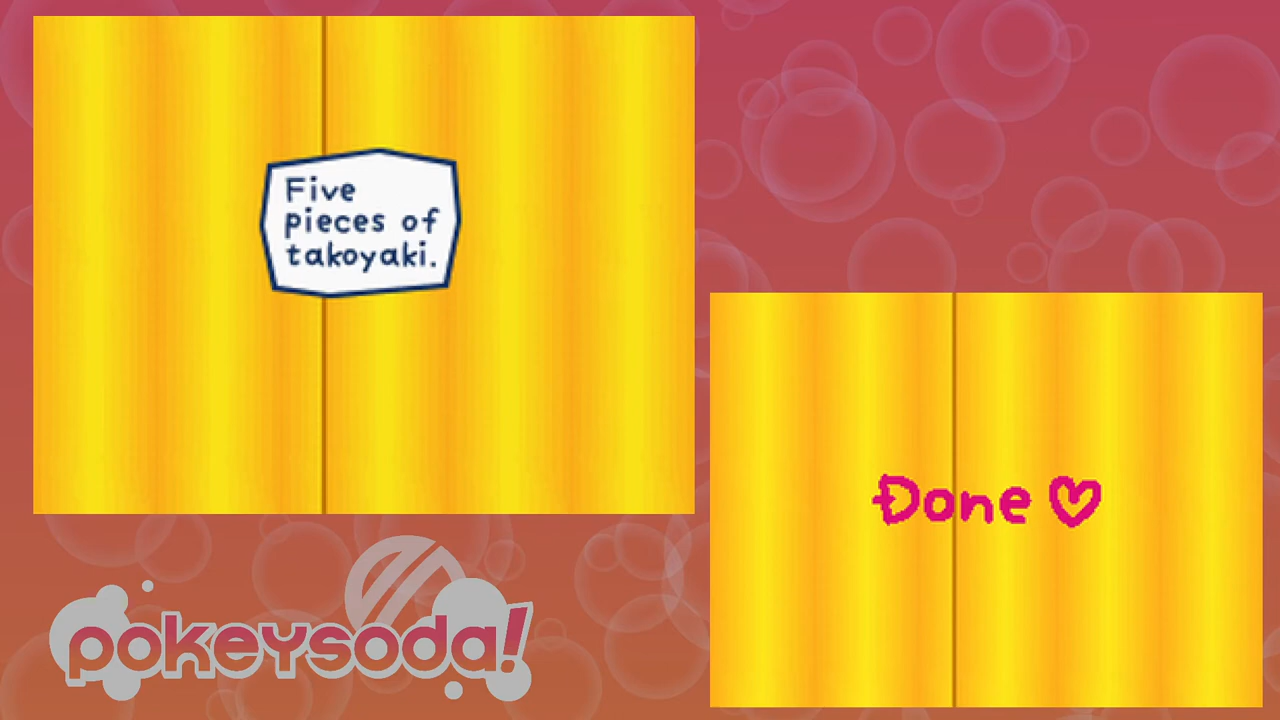 Five
pieces of
takoyaki.
Done ♡
pokeysoda!